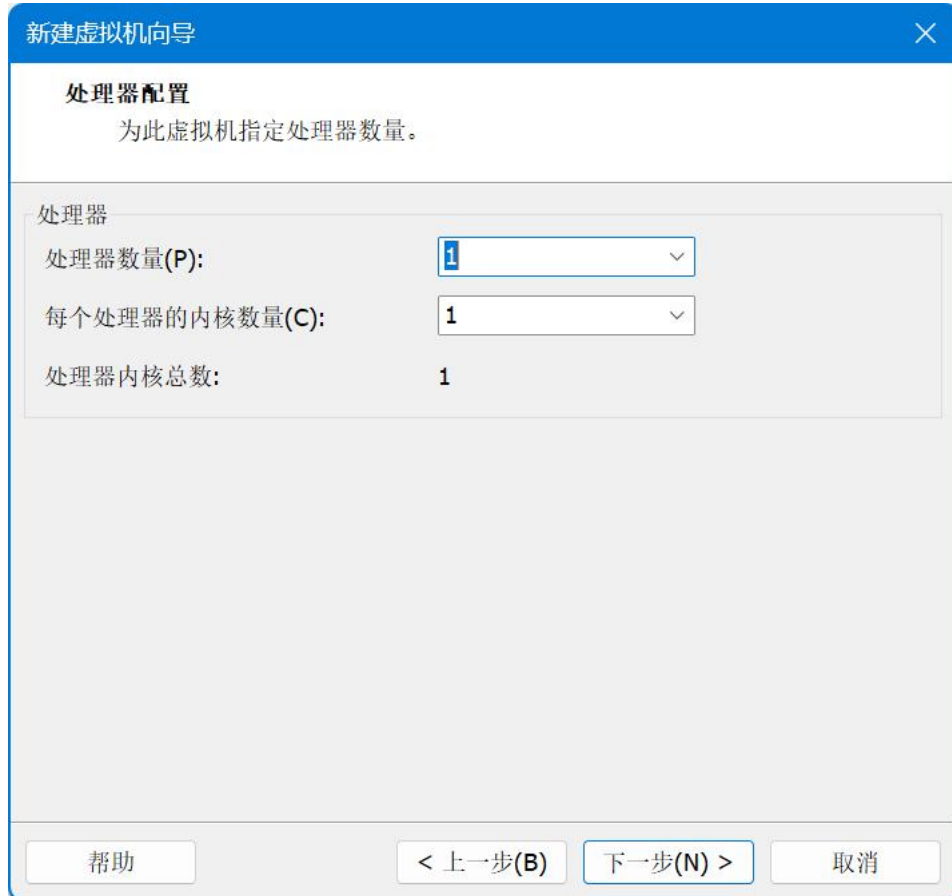 新建虚拟机向导
处理器配置
为此虚拟机指定处理器数量。
处理器
处理器数量(P): 1
每个处理器的内核数量(C): 1
处理器内核总数: 1
帮助 < 上一步(B) 下一步(N) > 取消